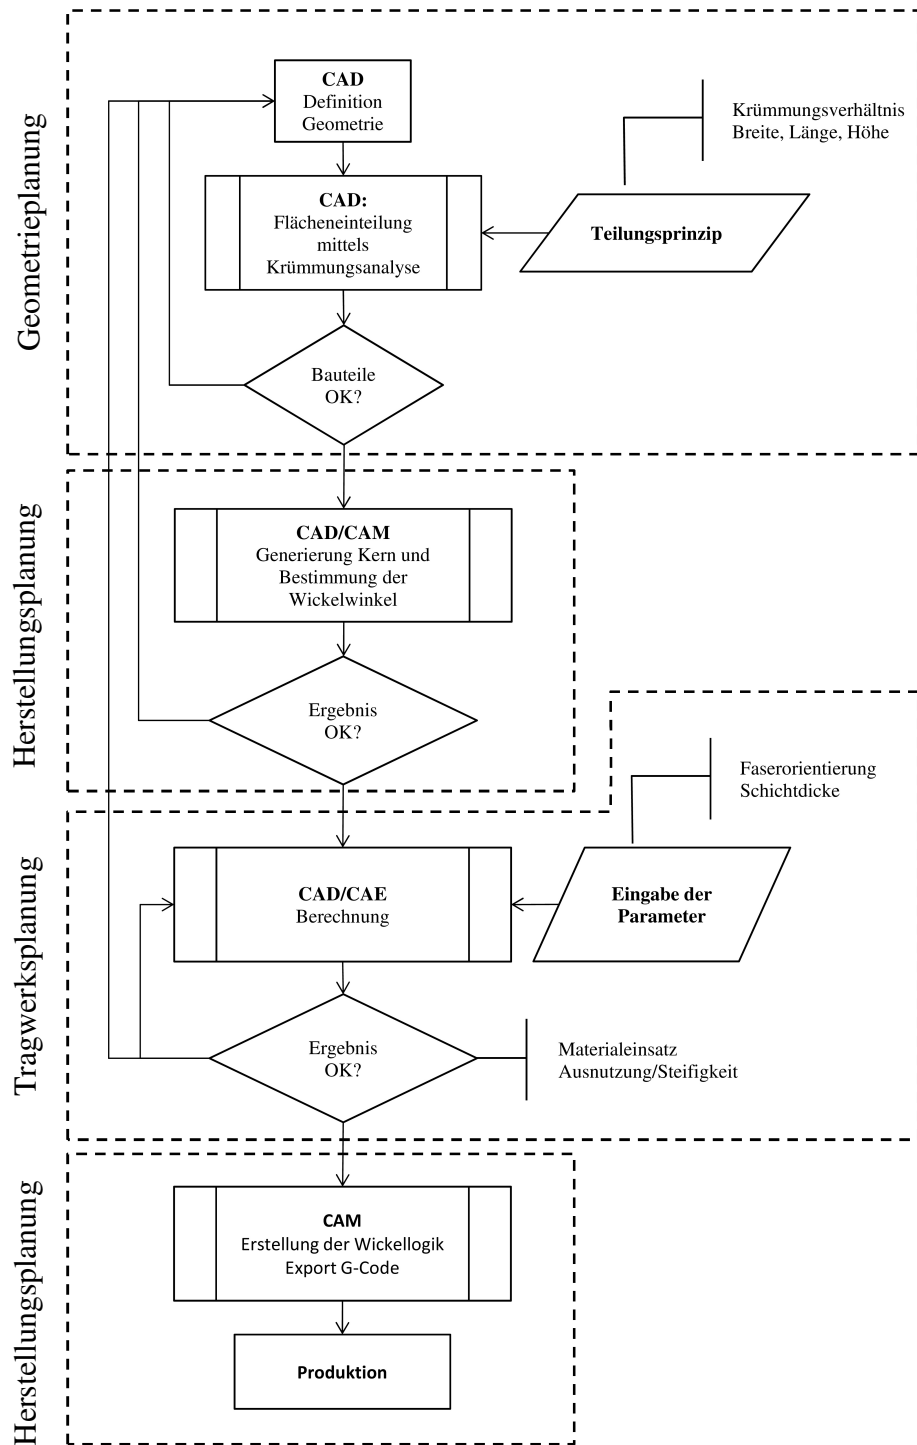 Geometrieplanung
CAD
Definition
Geometrie
Krümmungsverhältnis
Breite, Länge, Höhe
CAD:
Flächeneinteilung
mittels
Krümmungsanalyse
Teilungsprinzip
Bauteile
OK?
Herstellungsplanung
CAD/CAM
Generierung Kern und
Bestimmung der
Wickelwinkel
Ergebnis
OK?
Tragwerksplanung
Faserorientierung
Schichtdicke
CAD/CAE
Berechnung
Eingabe der
Parameter
Ergebnis
OK?
Materialeinsatz
Ausnutzung/Steifigkeit
Herstellungsplanung
CAM
Erstellung der Wickellogik
Export G-Code
Produktion